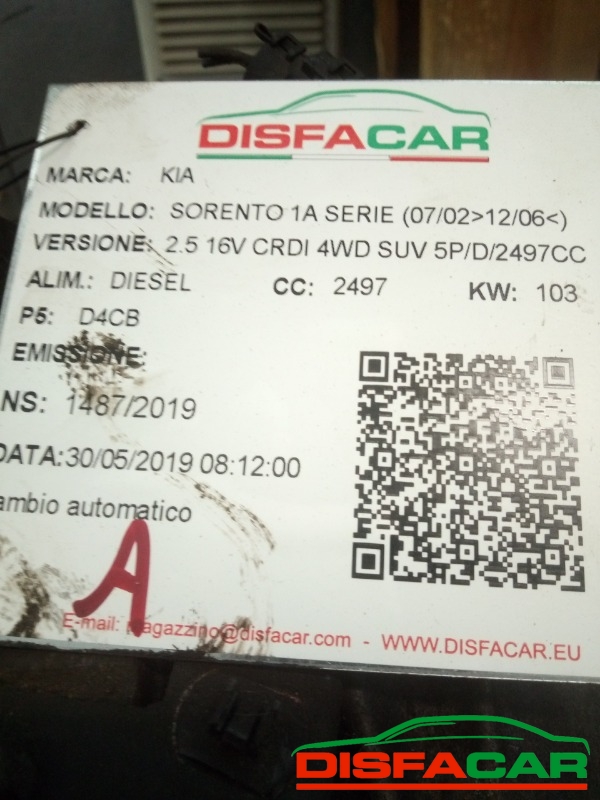 DISFACAR
MARCA: KIA
MODELLO: SORENTO 1A SERIE (07/02>12/06<)
VERSIONE: 2.5 16V CRDI 4WD SUV 5P/D/2497CC
ALIM.: DIESEL CC: 2497 KW: 103
P5: D4CB
EMISSIONE:
NS: 1487/2019
DATA:30/05/2019 08:12:00
ambio automatico
A
E-mail: magazzino@disfacar.com - WWW.DISFACAR.EU
DISFACAR